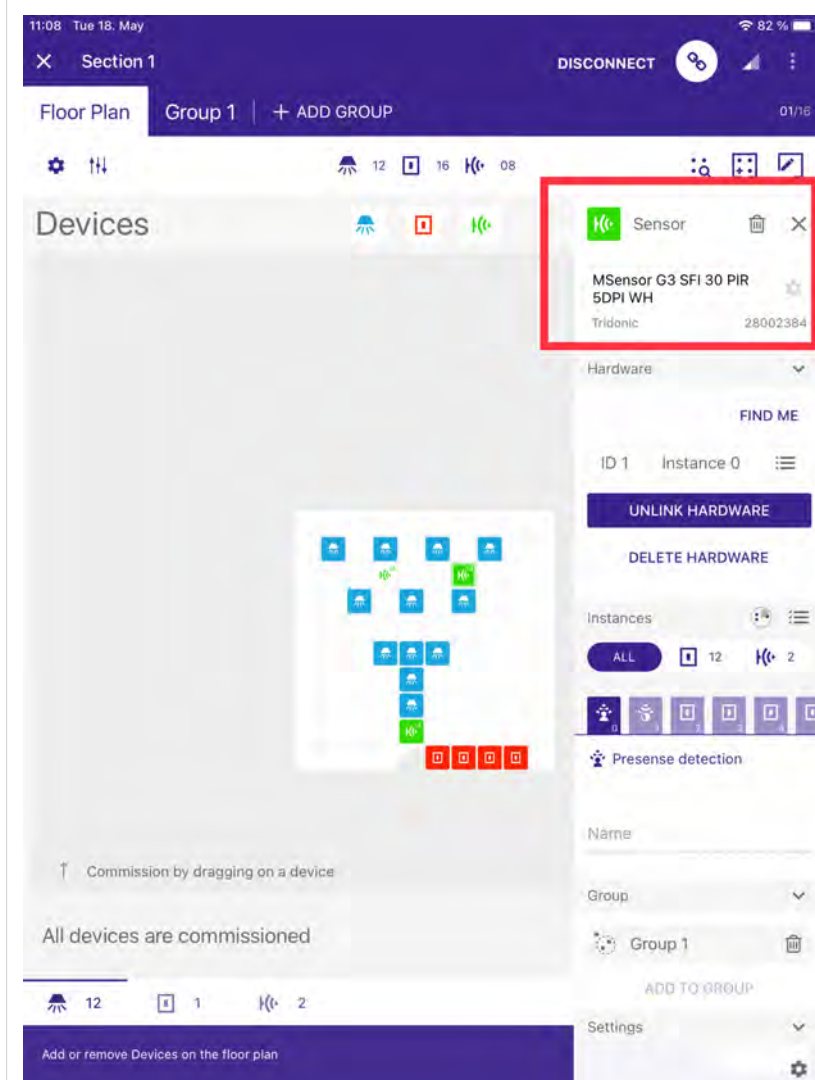 11:08 Tue 18. May 82 %
Section 1 DISCONNECT
Floor Plan Group 1 + ADD GROUP 01/16
12 16 08
Devices
Sensor
MSensor G3 SFI 30 PIR
5DPI WH
Tridonic 28002384
Hardware
FIND ME
ID 1 Instance 0
UNLINK HARDWARE
DELETE HARDWARE
Instances
ALL 12 2
Presense detection
Name
Commission by dragging on a device
Group
All devices are commissioned
Group 1
ADD TO GROUP
12 1 2
Settings
Add or remove Devices on the floor plan